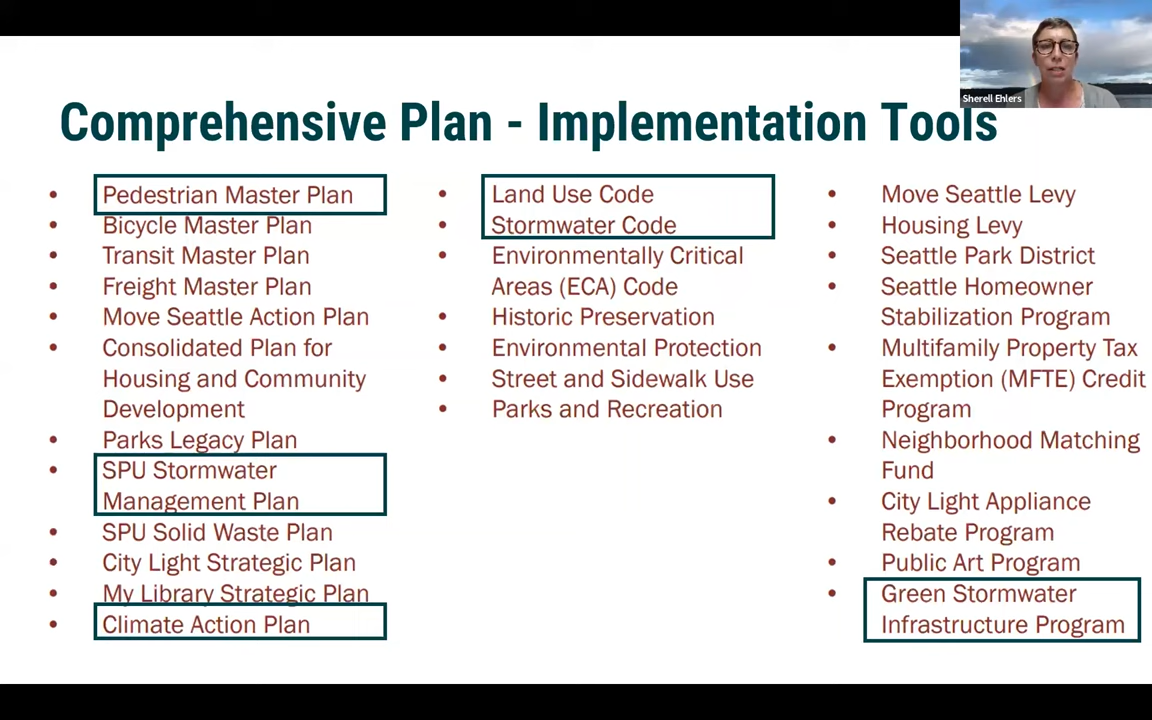 Sherell Ehlers
Comprehensive Plan - Implementation Tools
• Pedestrian Master Plan
• Bicycle Master Plan
• Transit Master Plan
• Freight Master Plan
• Move Seattle Action Plan
• Consolidated Plan for
Housing and Community
Development
• Parks Legacy Plan
• SPU Stormwater
Management Plan
• SPU Solid Waste Plan
• City Light Strategic Plan
• My Library Strategic Plan
• Climate Action Plan
• Land Use Code
• Stormwater Code
• Environmentally Critical
Areas (ECA) Code
• Historic Preservation
• Environmental Protection
• Street and Sidewalk Use
• Parks and Recreation
• Move Seattle Levy
• Housing Levy
• Seattle Park District
• Seattle Homeowner
Stabilization Program
• Multifamily Property Tax
Exemption (MFTE) Credit
Program
• Neighborhood Matching
Fund
• City Light Appliance
Rebate Program
• Public Art Program
• Green Stormwater
Infrastructure Program